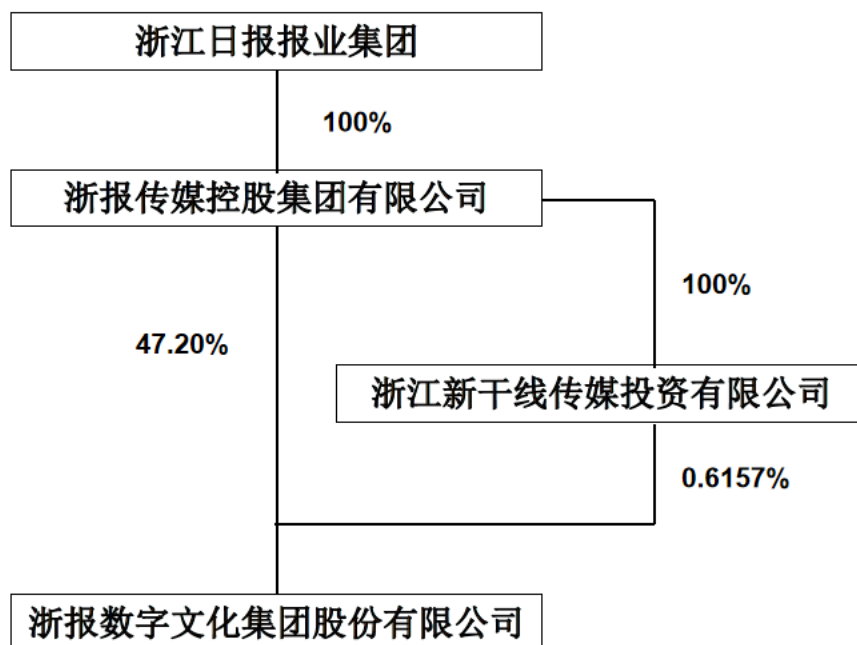 浙江日报报业集团
100%
浙报传媒控股集团有限公司
100%
47.20%
浙江新干线传媒投资有限公司
0.6157%
浙报数字文化集团股份有限公司